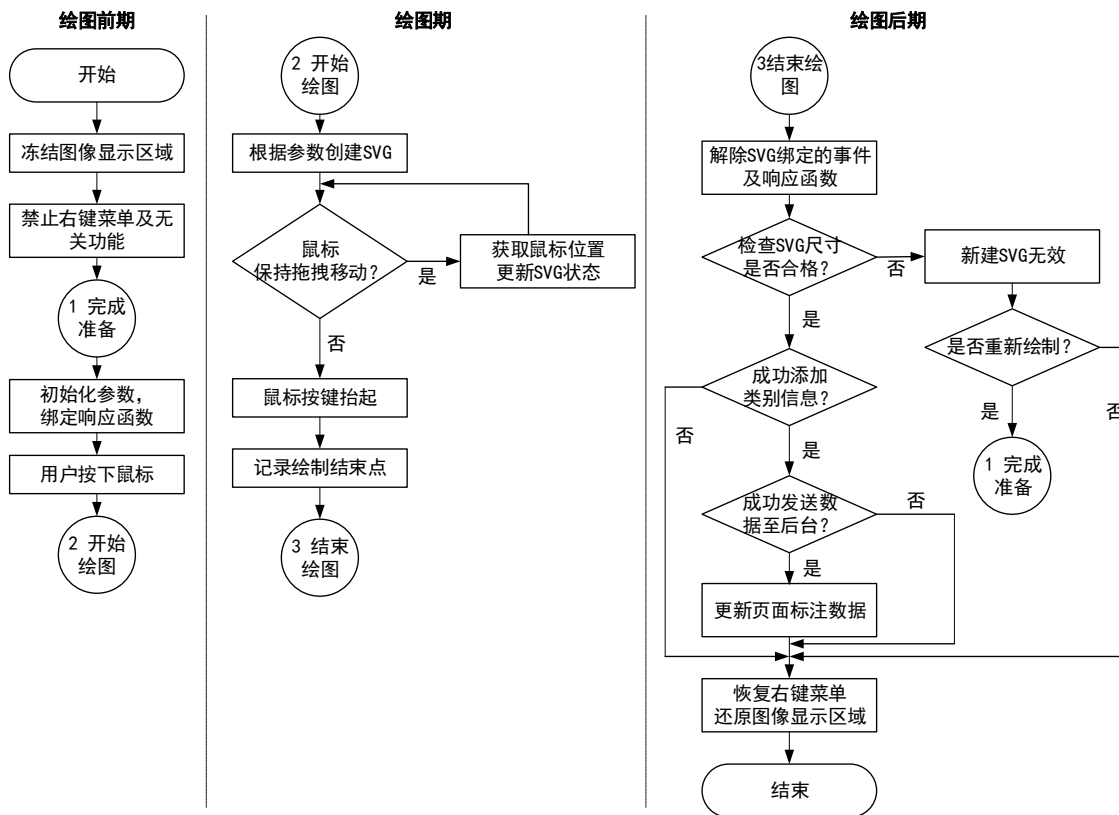 绘图前期
开始
冻结图像显示区域
禁止右键菜单及无
关功能
1 完成
准备
初始化参数，
绑定响应函数
用户按下鼠标
2 开始
绘图
绘图期
2 开始
绘图
根据参数创建SVG
鼠标
保持拖拽移动?
是
获取鼠标位置
更新SVG状态
否
鼠标按键抬起
记录绘制结束点
3 结束
绘图
绘图后期
3结束绘
图
解除SVG绑定的事件
及响应函数
检查SVG尺寸
是否合格?
否
新建SVG无效
是
是否重新绘制?
是
否
1 完成
准备
成功添加
类别信息?
否
是
成功发送数
据至后台?
否
是
更新页面标注数据
恢复右键菜单
还原图像显示区域
结束